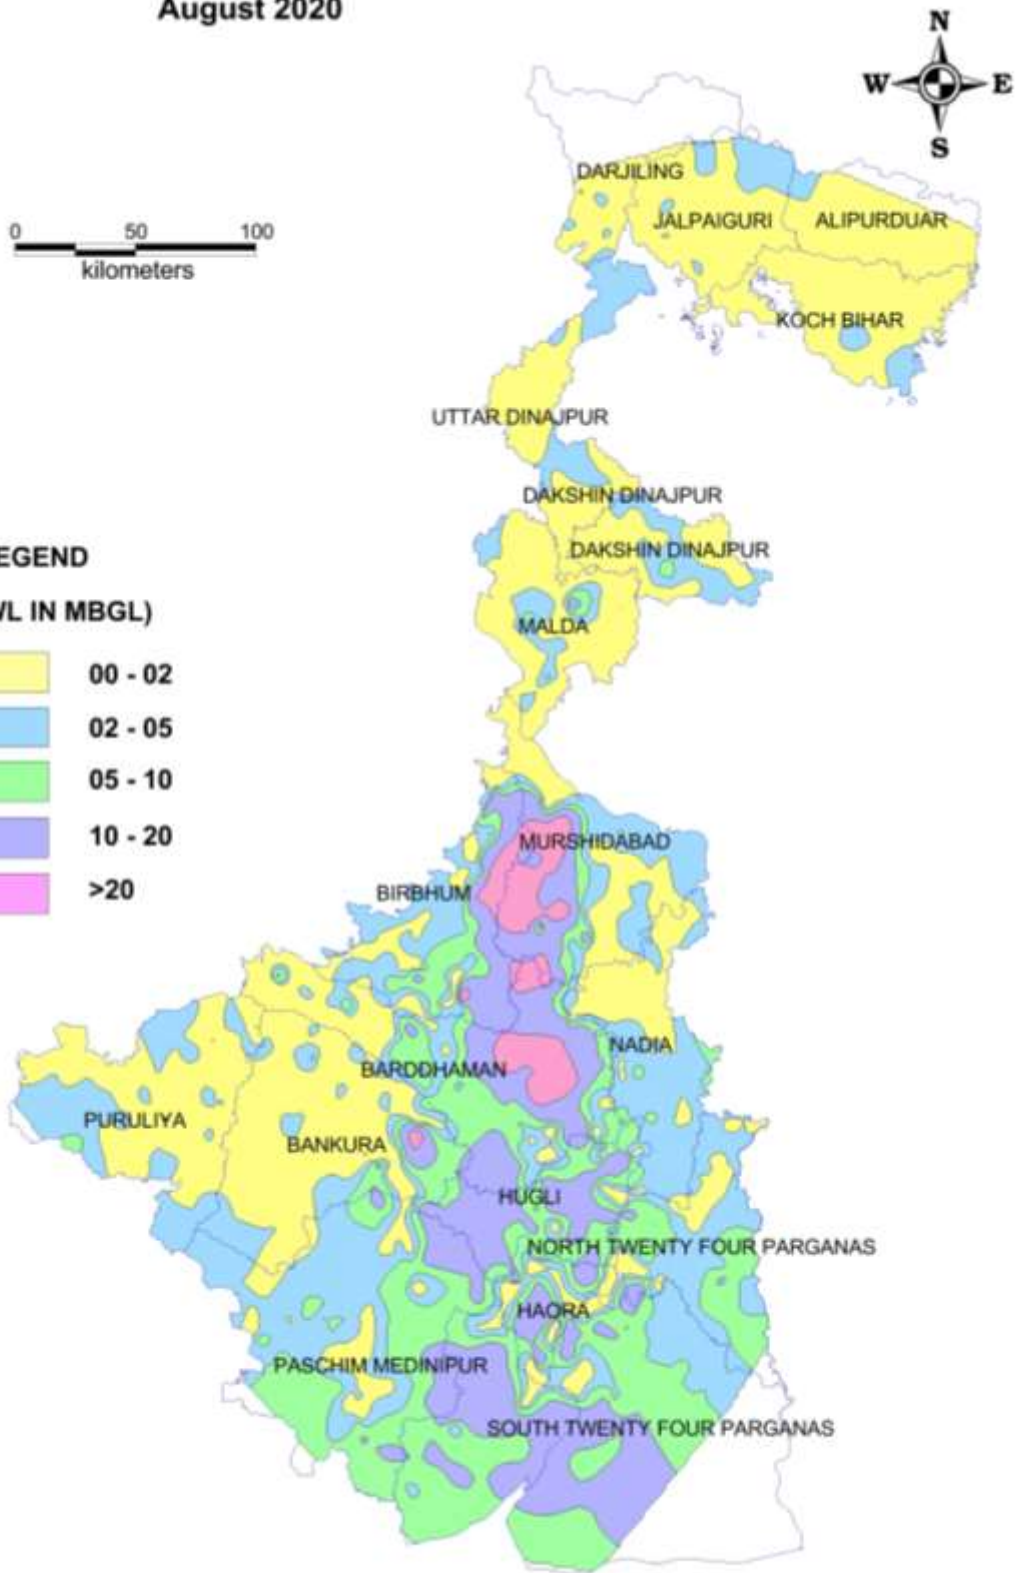 August 2020
N
W E
S
0 50 100
kilometers
DARJILING
JALPAIGURI
ALIPURDUAR
KOCH BIHAR
UTTAR DINAJPUR
DAKSHIN DINAJPUR
DAKSHIN DINAJPUR
EGEND
WL IN MBGL)
MALDA
00 - 02
02 - 05
05 - 10
10 - 20
>20
MURSHIDABAD
BIRBHUM
NADIA
BARDDHAMAN
PURULIYA
BANKURA
HUGLI
NORTH TWENTY FOUR PARGANAS
HAORA
PASCHIM MEDINIPUR
SOUTH TWENTY FOUR PARGANAS